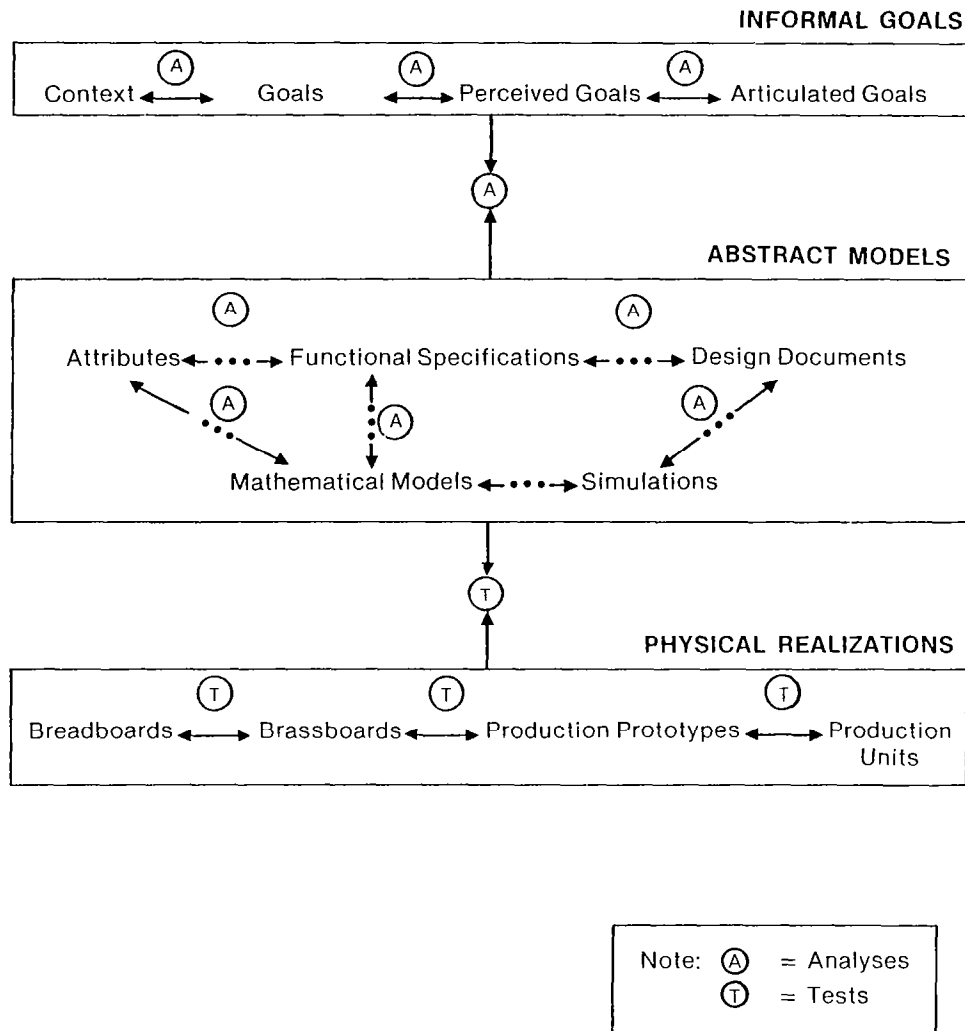 INFORMAL GOALS
A A A
Context Goals Perceived Goals Articulated Goals
A
ABSTRACT MODELS
A A
Attributes Functional Specifications Design Documents
A A A
Mathematical Models Simulations
T
PHYSICAL REALIZATIONS
T T T
Breadboards Brassboards Production Prototypes Production
Units
Note: A = Analyses
T = Tests